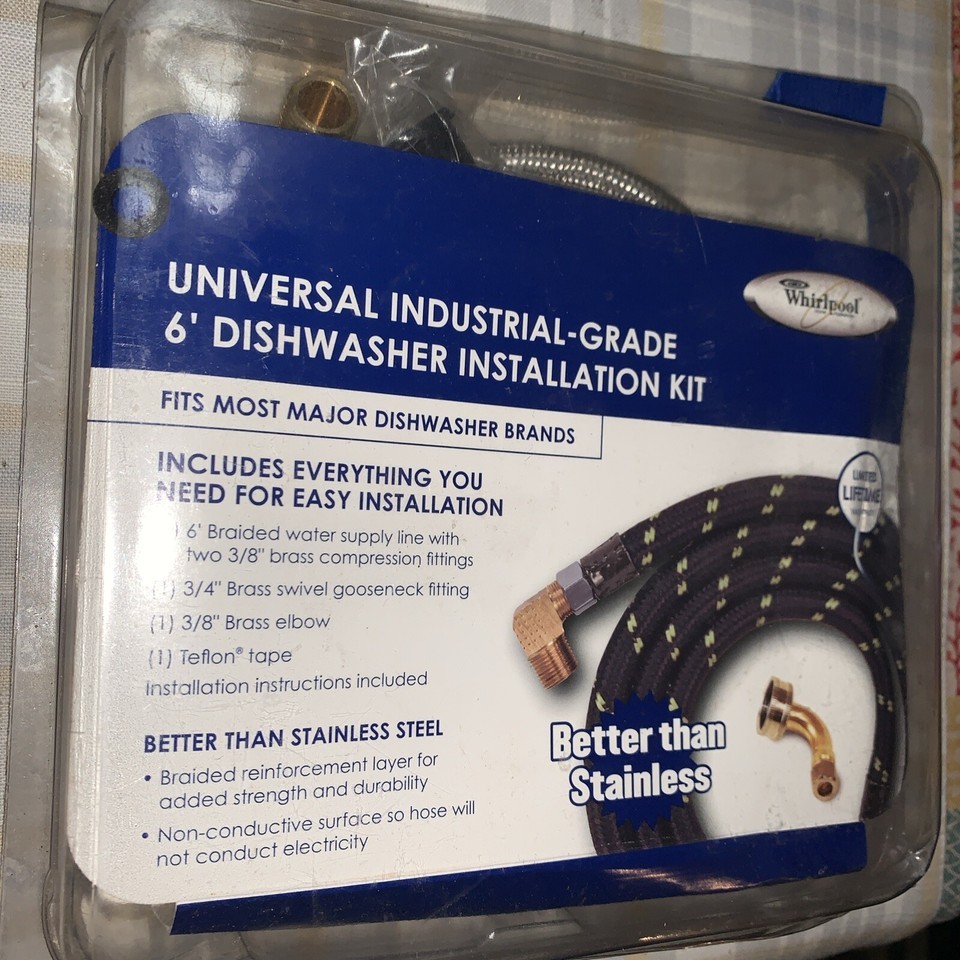 UNIVERSAL INDUSTRIAL-GRADE
6' DISHWASHER INSTALLATION KIT
Whirlpool
FITS MOST MAJOR DISHWASHER BRANDS
INCLUDES EVERYTHING YOU
NEED FOR EASY INSTALLATION
6' Braided water supply line with
two 3/8" brass compression fittings
(1) 3/4" Brass swivel gooseneck fitting
(1) 3/8" Brass elbow
(1) Teflon® tape
Installation instructions included
LIMITED
LIFETIME
BETTER THAN STAINLESS STEEL
• Braided reinforcement layer for
added strength and durability
• Non-conductive surface so hose will
not conduct electricity
Better than
Stainless